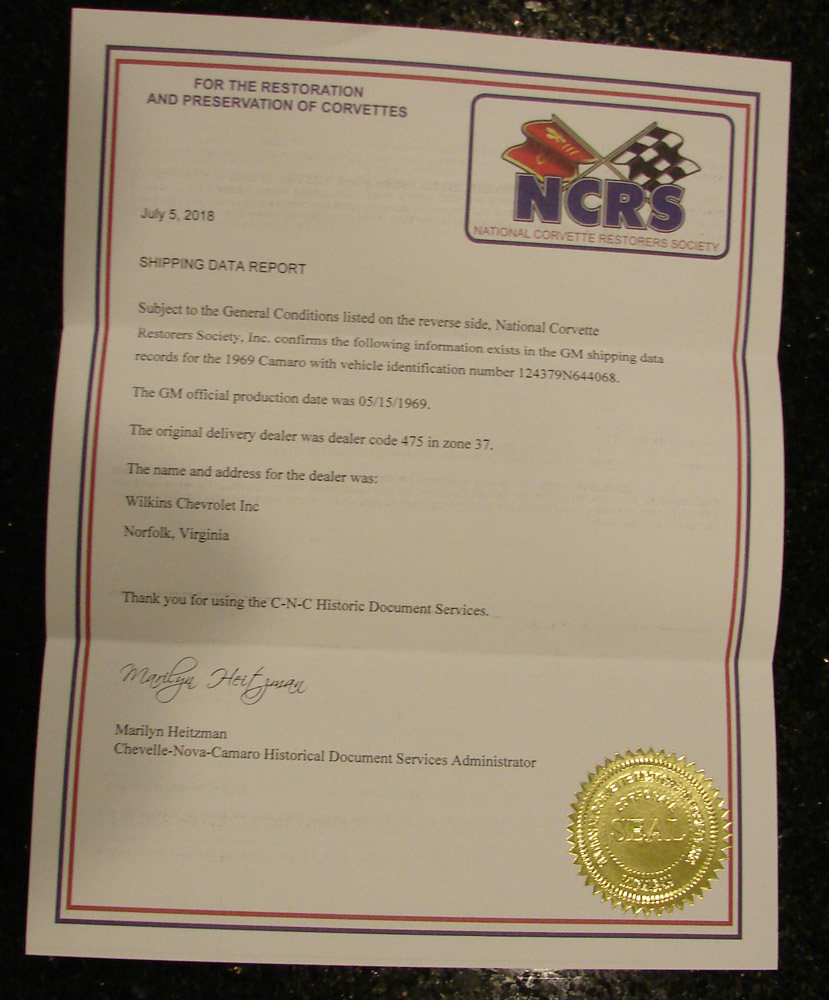 FOR THE RESTORATION
AND PRESERVATION OF CORVETTES
NCRS
NATIONAL CORVETTE RESTORERS SOCIETY
July 5, 2018
SHIPPING DATA REPORT
Subject to the General Conditions listed on the reverse side, National Corvette
Restorers Society, Inc. confirms the following information exists in the GM shipping data
records for the 1969 Camaro with vehicle identification number 124379N644068.
The GM official production date was 05/15/1969.
The original delivery dealer was dealer code 475 in zone 37.
The name and address for the dealer was:
Wilkins Chevrolet Inc
Norfolk, Virginia
Thank you for using the C-N-C Historic Document Services.
Marilyn Heitzman
Marilyn Heitzman
Chevelle-Nova-Camaro Historical Document Services Administrator
SEAL